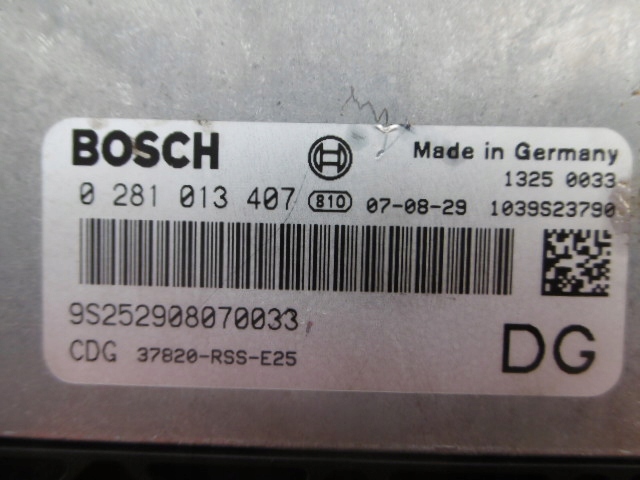 BOSCH
Made in Germany
1325 0033
0 281 013 407 810 07-08-29 1039S23790
9S252908070033
CDG 37820-RSS-E25
DG